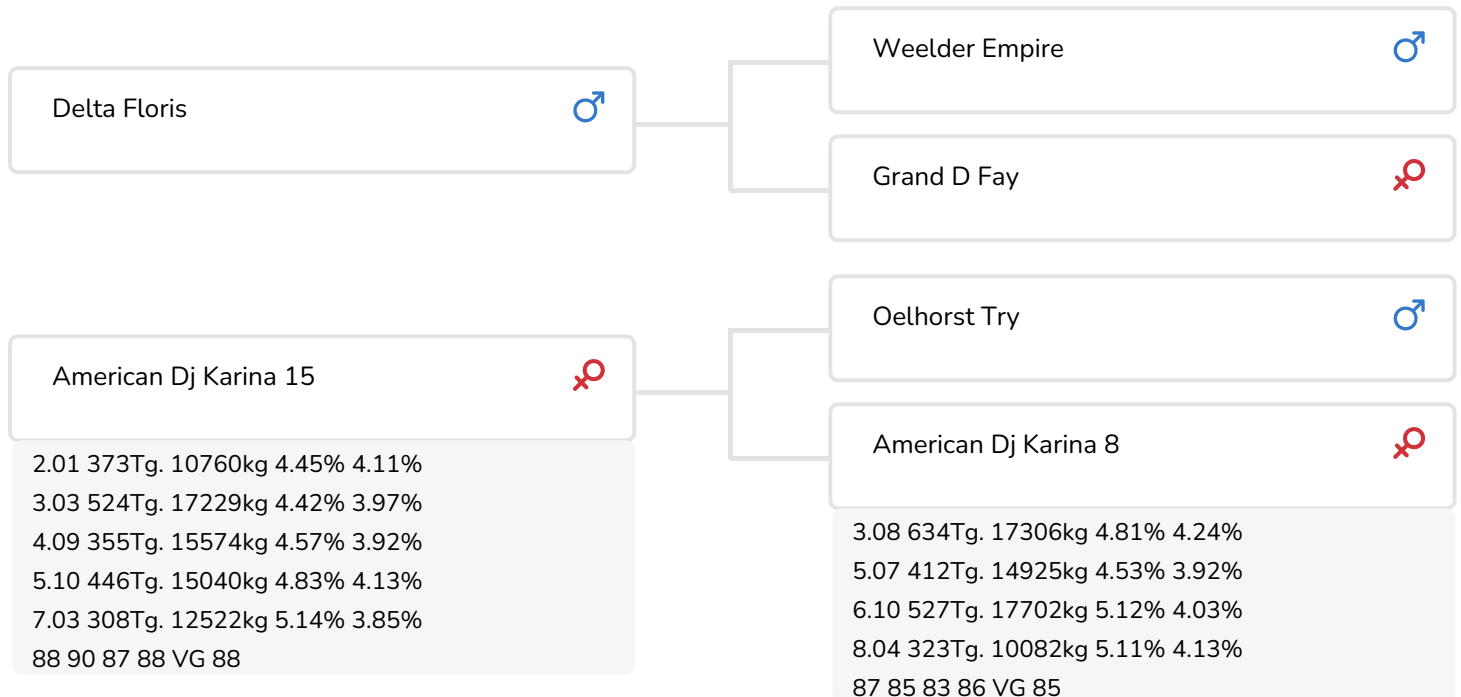 Delta Floris
Weelder Empire
Grand D Fay
American Dj Karina 15
2.01 373Tg. 10760kg 4.45% 4.11%
3.03 524Tg. 17229kg 4.42% 3.97%
4.09 355Tg. 15574kg 4.57% 3.92%
5.10 446Tg. 15040kg 4.83% 4.13%
7.03 308Tg. 12522kg 5.14% 3.85%
88 90 87 88 VG 88
Oelhorst Try
American Dj Karina 8
3.08 634Tg. 17306kg 4.81% 4.24%
5.07 412Tg. 14925kg 4.53% 3.92%
6.10 527Tg. 17702kg 5.12% 4.03%
8.04 323Tg. 10082kg 5.11% 4.13%
87 85 83 86 VG 85